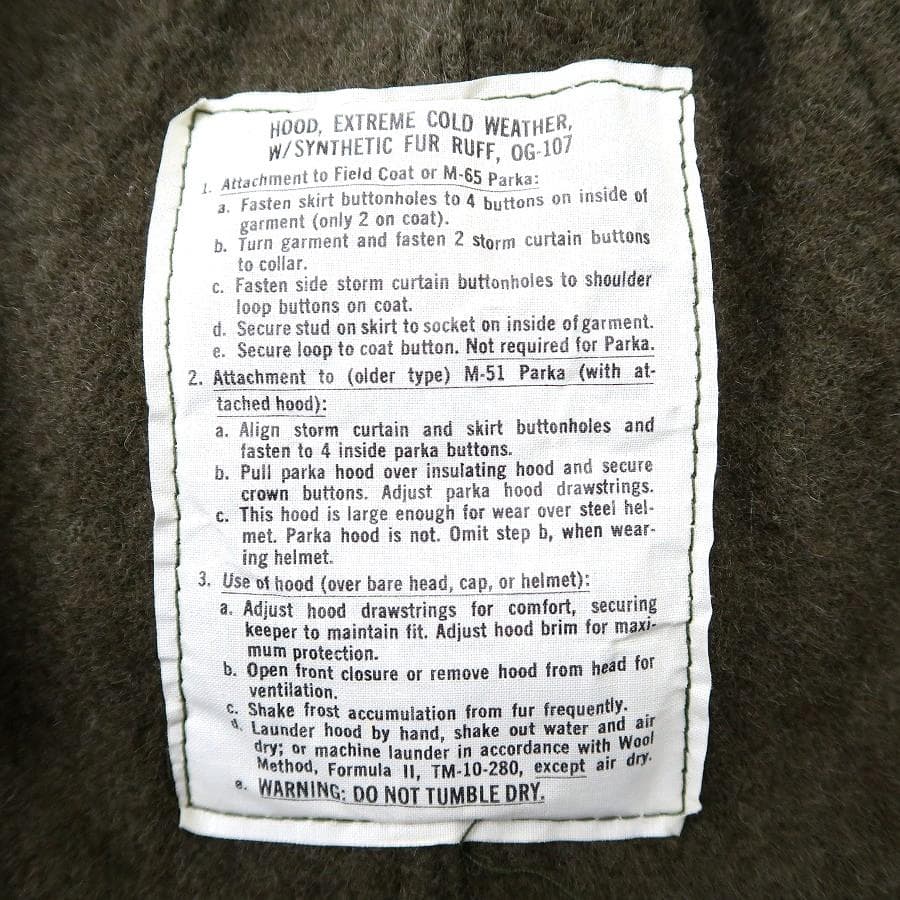 HOOD, EXTREME COLD WEATHER,
W/SYNTHETIC FUR RUFF, OG-107
1. Attachment to Field Coat or M-65 Parka:
a. Fasten skirt buttonholes to 4 buttons on inside of
garment (only 2 on coat).
b. Turn garment and fasten 2 storm curtain buttons
to collar.
c. Fasten side storm curtain buttonholes to shoulder
loop buttons on coat.
d. Secure stud on skirt to socket on inside of garment.
e. Secure loop to coat button. Not required for Parka.
2. Attachment to (older type) M-51 Parka (with at-
tached hood):
a. Align storm curtain and skirt buttonholes and
fasten to 4 inside parka buttons.
b. Pull parka hood over insulating hood and secure
crown buttons. Adjust parka hood drawstrings.
c. This hood is large enough for wear over steel hel-
met. Parka hood is not. Omit step b, when wear-
ing helmet.
3. Use of hood (over bare head, cap, or helmet):
a. Adjust hood drawstrings for comfort, securing
keeper to maintain fit. Adjust hood brim for maxi-
mum protection.
b. Open front closure or remove hood from head for
ventilation.
c. Shake frost accumulation from fur frequently.
d. Launder hood by hand, shake out water and air
dry; or machine launder in accordance with Wool
Method, Formula II, TM-10-280, except air dry.
e. WARNING: DO NOT TUMBLE DRY.